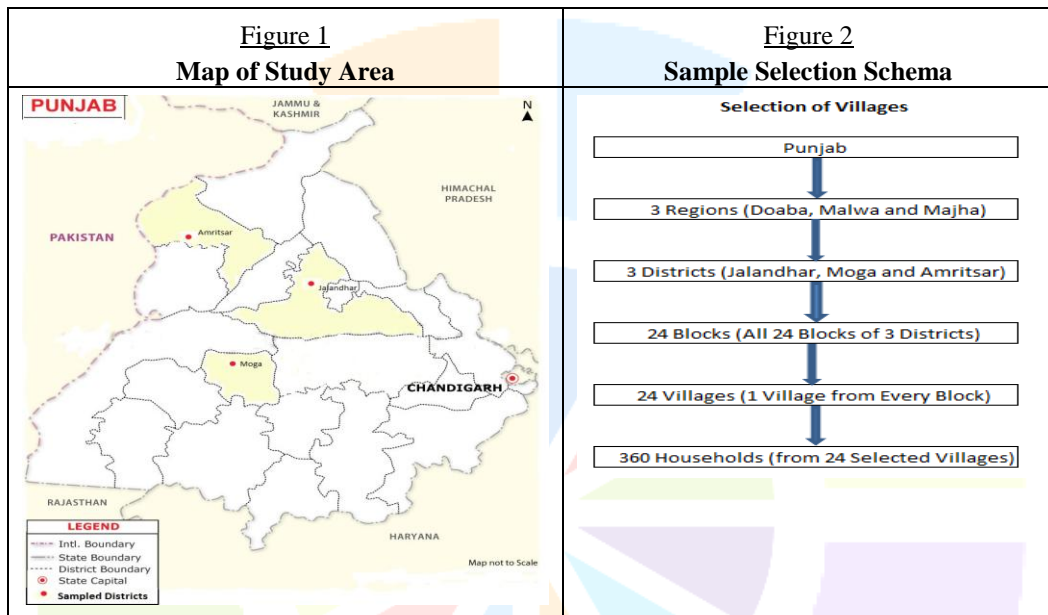 Figure 1
Map of Study Area
Figure 2
Sample Selection Schema
PUNJAB
JAMMU &
KASHMIR
N
HIMACHAL
PRADESH
PAKISTAN
Amritsar
Jalandhar
Moga
CHANDIGARH
RAJASTHAN
HARYANA
LEGEND
Intl. Boundary
State Boundary
District Boundary
State Capital
Sampled Districts
Map not to Scale
Selection of Villages
Punjab
3 Regions (Doaba, Malwa and Majha)
3 Districts (Jalandhar, Moga and Amritsar)
24 Blocks (All 24 Blocks of 3 Districts)
24 Villages (1 Village from Every Block)
360 Households (from 24 Selected Villages)